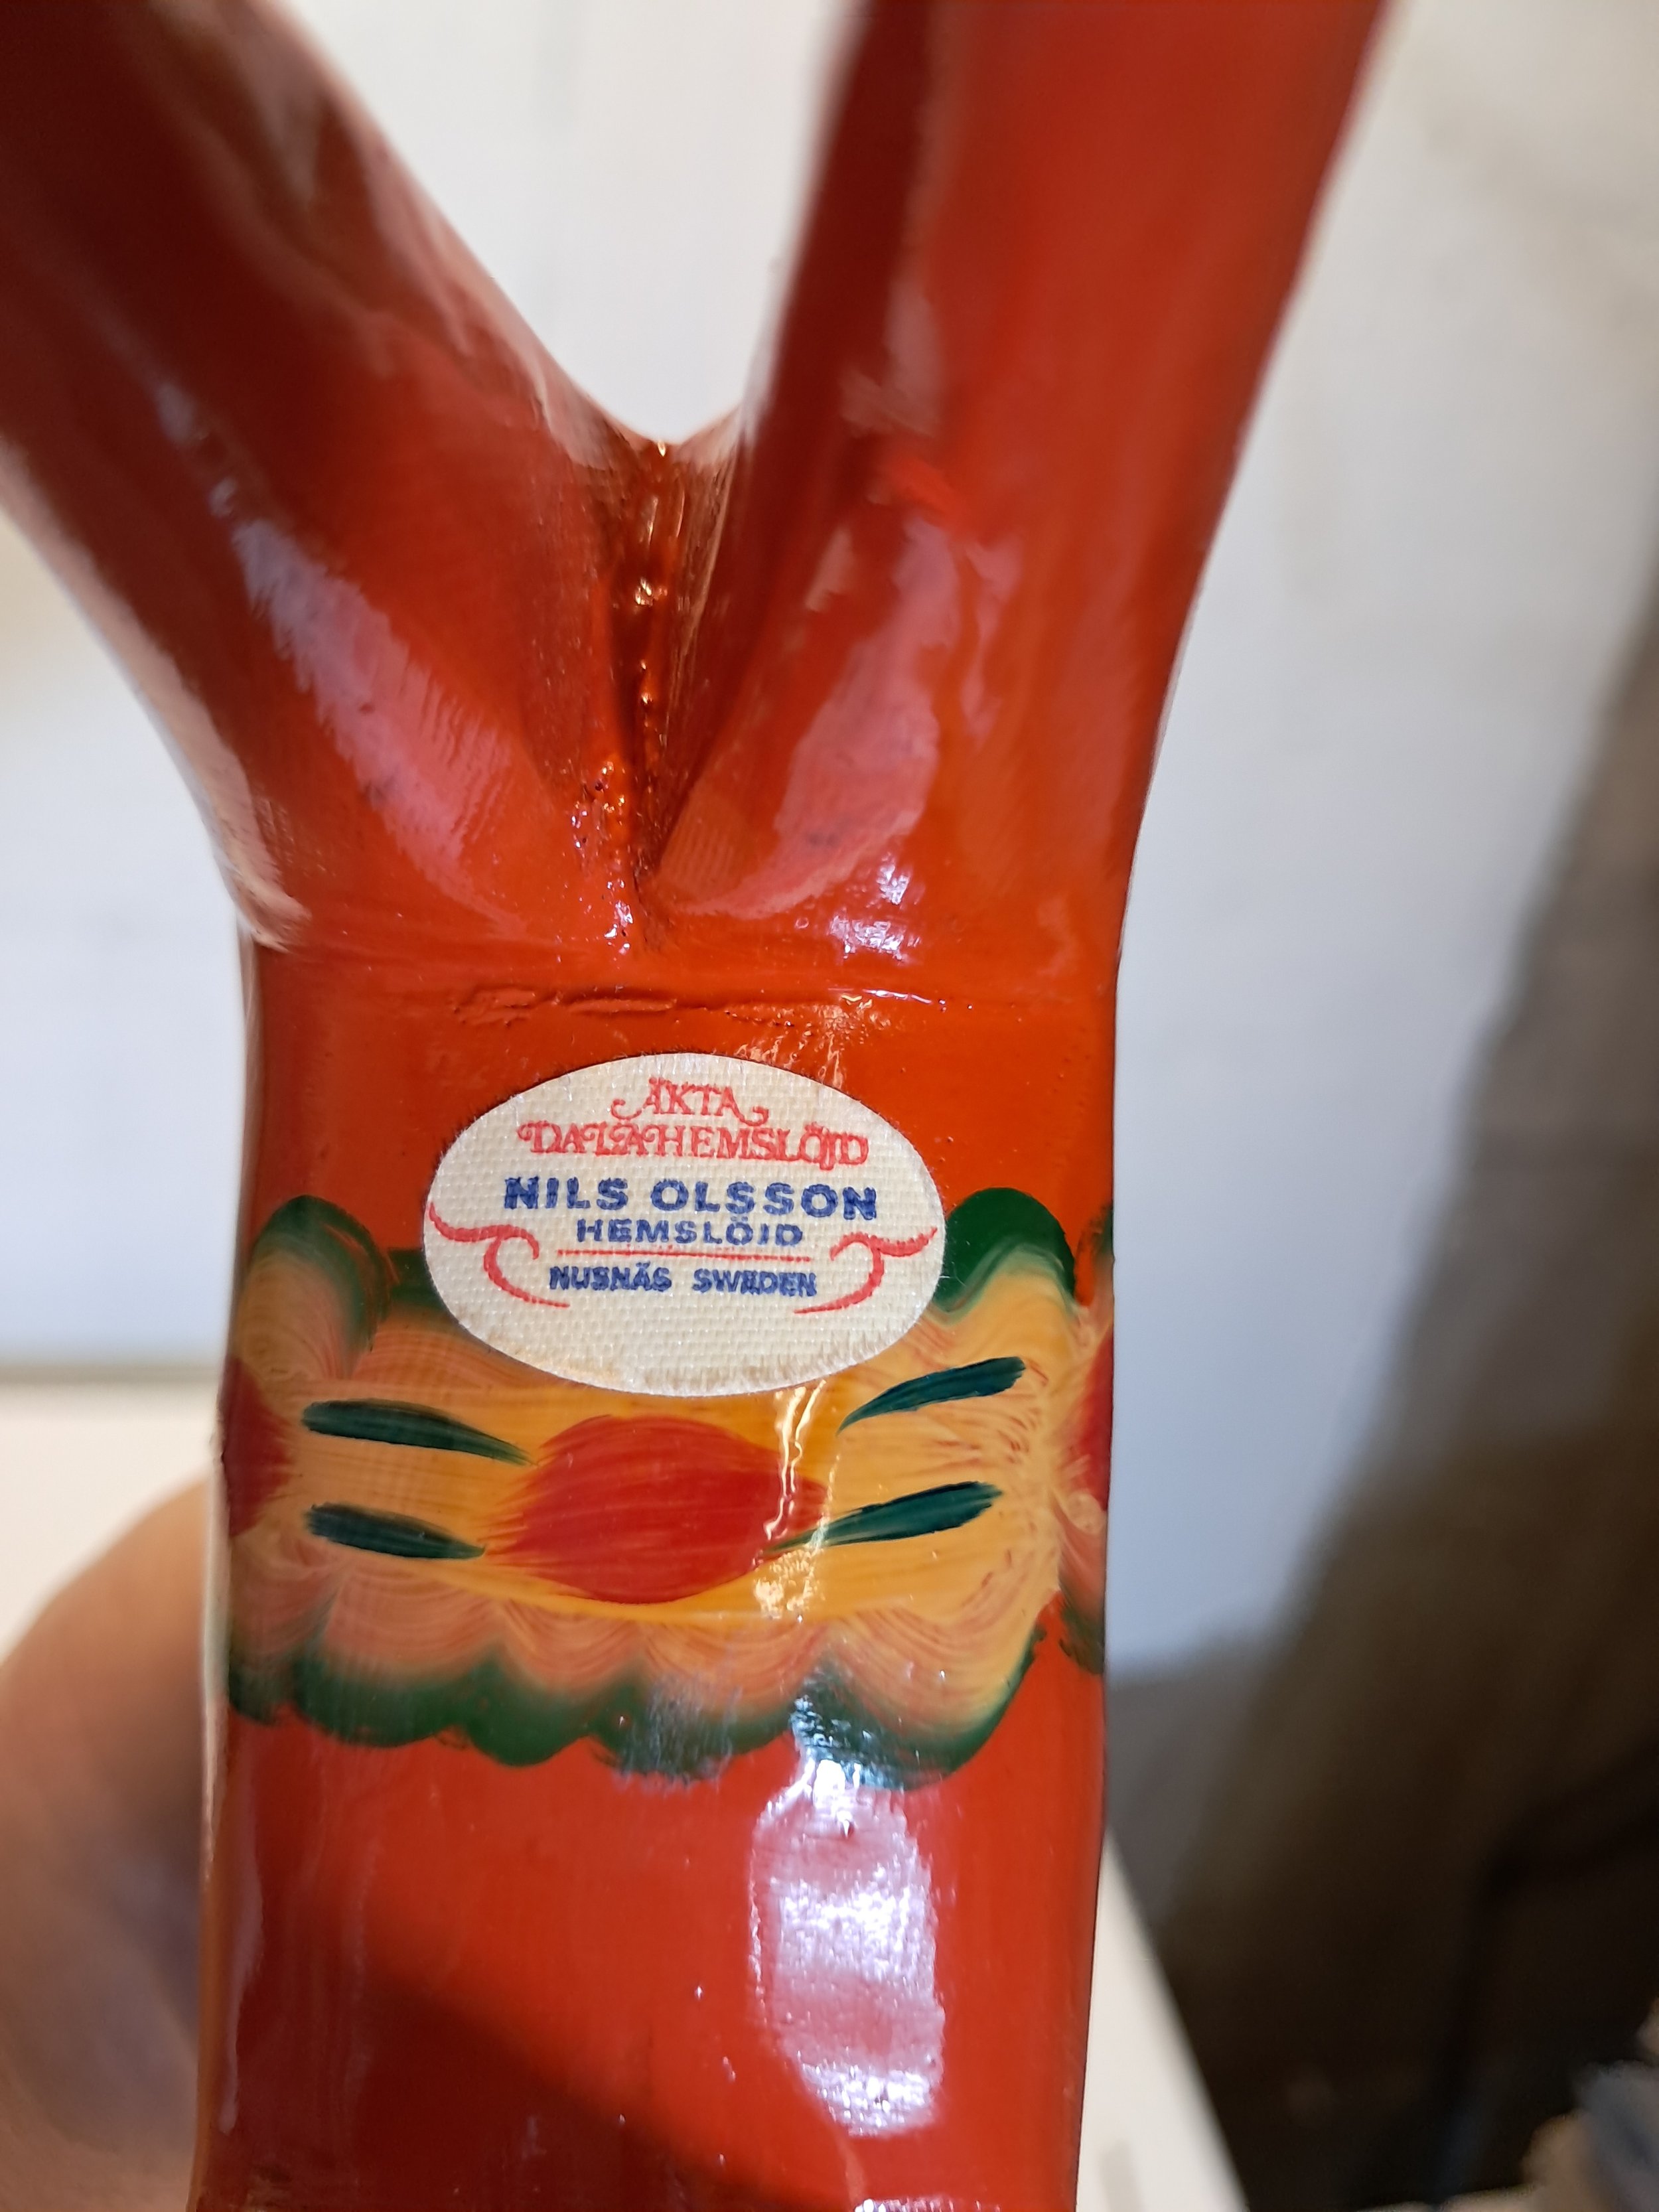 ÄKTA
DALAHEMSLÖJD
NILS OLSSON
HEMSLÖJD
NUSNÄS SWEDEN